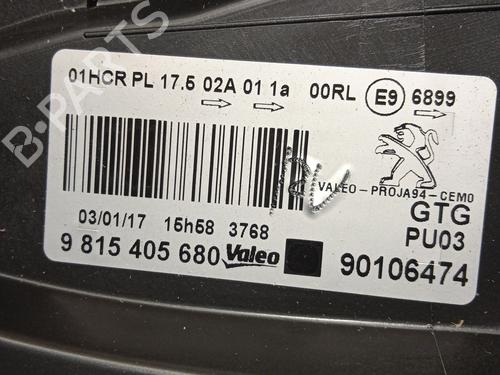 B-PARTS
01HCR PL 17.5 02A 01 1a 00RL E9 6899
VALEO-PROJA94-CEMO
GTG
PU03
03/01/17 15h58 3768
9 815 405 680 Valeo 90106474